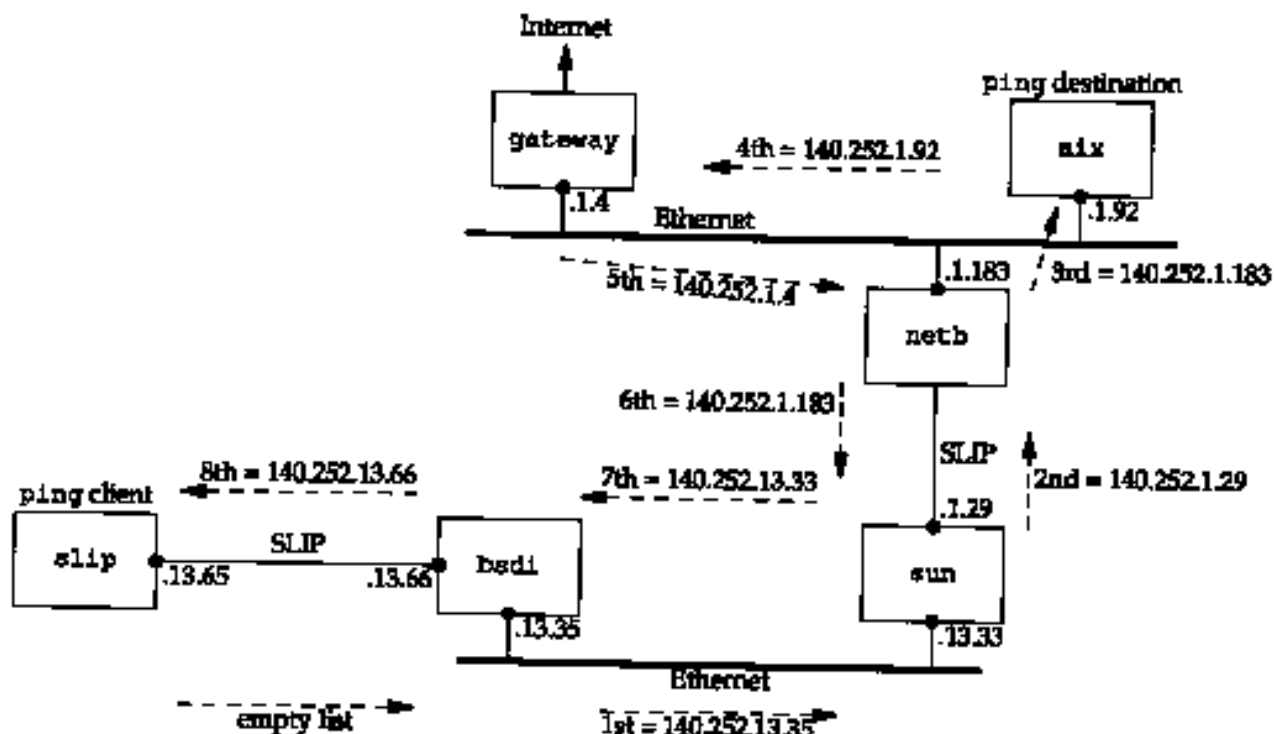 Internet
ping destination
gateway
aix
4th = 140.252.1.92
.1.4
.1.92
Ethernet
.1.183
3rd = 140.252.1.183
5th = 140.252.1.4
netb
6th = 140.252.1.183
SLIP
8th = 140.252.13.66
7th = 140.252.13.33
2nd = 140.252.1.29
ping client
.1.29
SLIP
slip
bsdi
sun
.13.65
.13.66
.13.35
.13.33
Ethernet
empty list
1st = 140.252.13.35